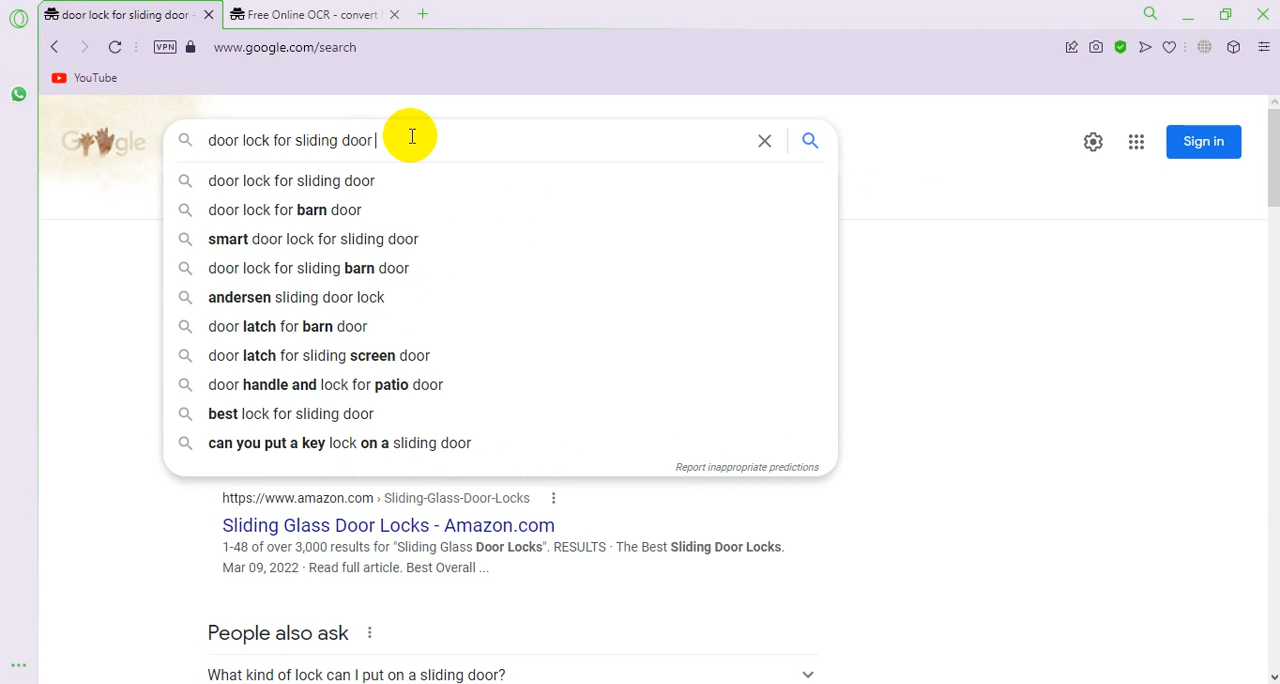 door lock for sliding door -
Free Online OCR - convert
VPN
www.google.com/search
YouTube
Google
door lock for sliding door
Sign in
door lock for sliding door
door lock for barn door
smart door lock for sliding door
door lock for sliding barn door
andersen sliding door lock
door latch for barn door
door latch for sliding screen door
door handle and lock for patio door
best lock for sliding door
can you put a key lock on a sliding door
Report inappropriate predictions
https://www.amazon.com › Sliding-Glass-Door-Locks
Sliding Glass Door Locks - Amazon.com
1-48 of over 3,000 results for "Sliding Glass Door Locks". RESULTS · The Best Sliding Door Locks.
Mar 09, 2022 · Read full article. Best Overall ...
People also ask
What kind of lock can I put on a sliding door?